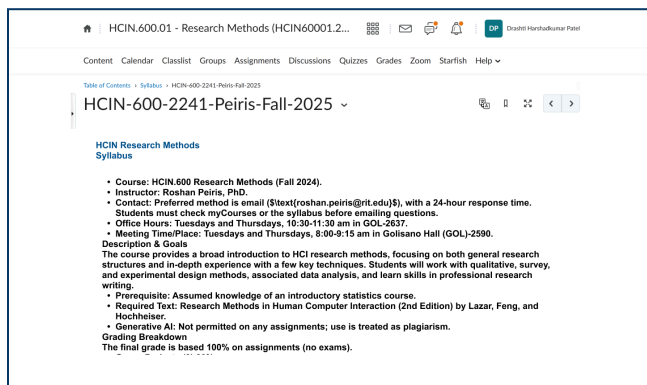 HCIN.600.01 - Research Methods (HCIN60001.2...
DP
Drashti Harshadkumar Patel
Content Calendar Classlist Groups Assignments Discussions Quizzes Grades Zoom Starfish Help
Table of Contents › Syllabus › HCIN-600-2241-Peiris-Fall-2025
HCIN-600-2241-Peiris-Fall-2025
HCIN Research Methods
Syllabus
• Course: HCIN.600 Research Methods (Fall 2024).
• Instructor: Roshan Peiris, PhD.
• Contact: Preferred method is email ($\text{roshan.peiris@rit.edu}$), with a 24-hour response time.
Students must check myCourses or the syllabus before emailing questions.
• Office Hours: Tuesdays and Thursdays, 10:30-11:30 am in GOL-2637.
• Meeting Time/Place: Tuesdays and Thursdays, 8:00-9:15 am in Golisano Hall (GOL)-2590.
Description & Goals
The course provides a broad introduction to HCI research methods, focusing on both general research
structures and in-depth experience with a few key techniques. Students will work with qualitative, survey,
and experimental design methods, associated data analysis, and learn skills in professional research
writing.
• Prerequisite: Assumed knowledge of an introductory statistics course.
• Required Text: Research Methods in Human Computer Interaction (2nd Edition) by Lazar, Feng, and
Hochheiser.
• Generative AI: Not permitted on any assignments; use is treated as plagiarism.
Grading Breakdown
The final grade is based 100% on assignments (no exams).